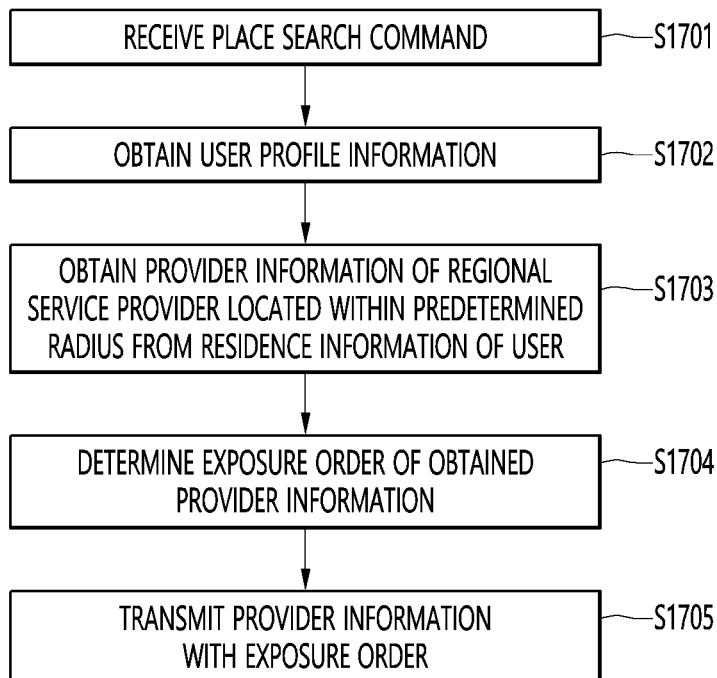 RECEIVE PLACE SEARCH COMMAND
S1701
OBTAIN USER PROFILE INFORMATION
S1702
OBTAIN PROVIDER INFORMATION OF REGIONAL
SERVICE PROVIDER LOCATED WITHIN PREDETERMINED
RADIUS FROM RESIDENCE INFORMATION OF USER
S1703
DETERMINE EXPOSURE ORDER OF OBTAINED
PROVIDER INFORMATION
S1704
TRANSMIT PROVIDER INFORMATION
WITH EXPOSURE ORDER
S1705